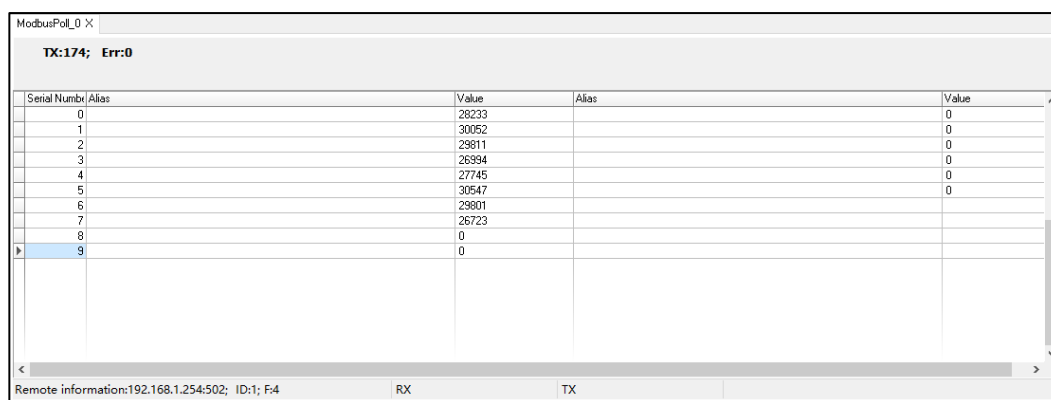 ModbusPoll_0 X
TX:174; Err:0
Serial Numbe Alias Value Alias Value
0 28233 0
1 30052 0
2 29811 0
3 26994 0
4 27745 0
5 30547 0
6 29801
7 26723
8 0
9 0
Remote information:192.168.1.254:502; ID:1; F:4 RX TX